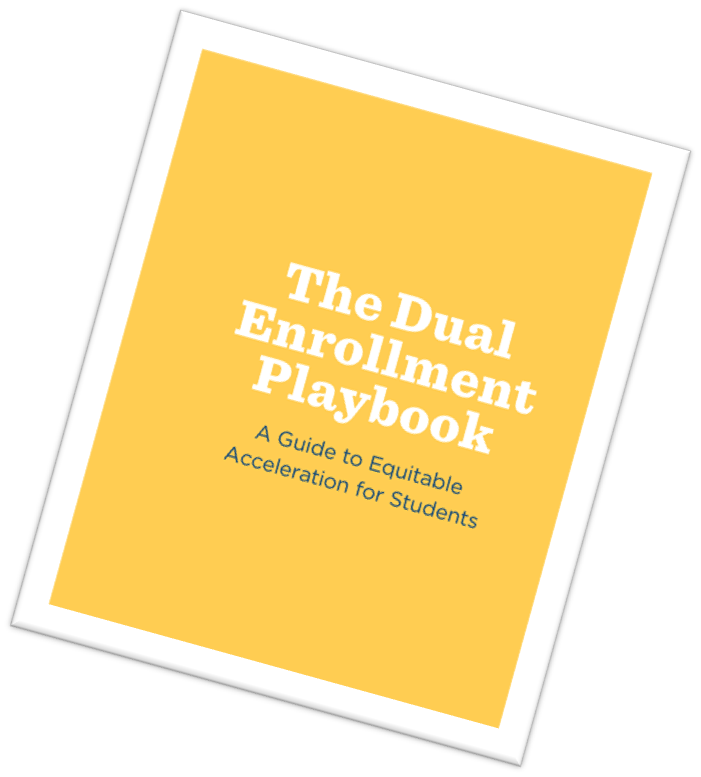 The Dual
Enrollment
Playbook
A Guide to Equitable
Acceleration for Students